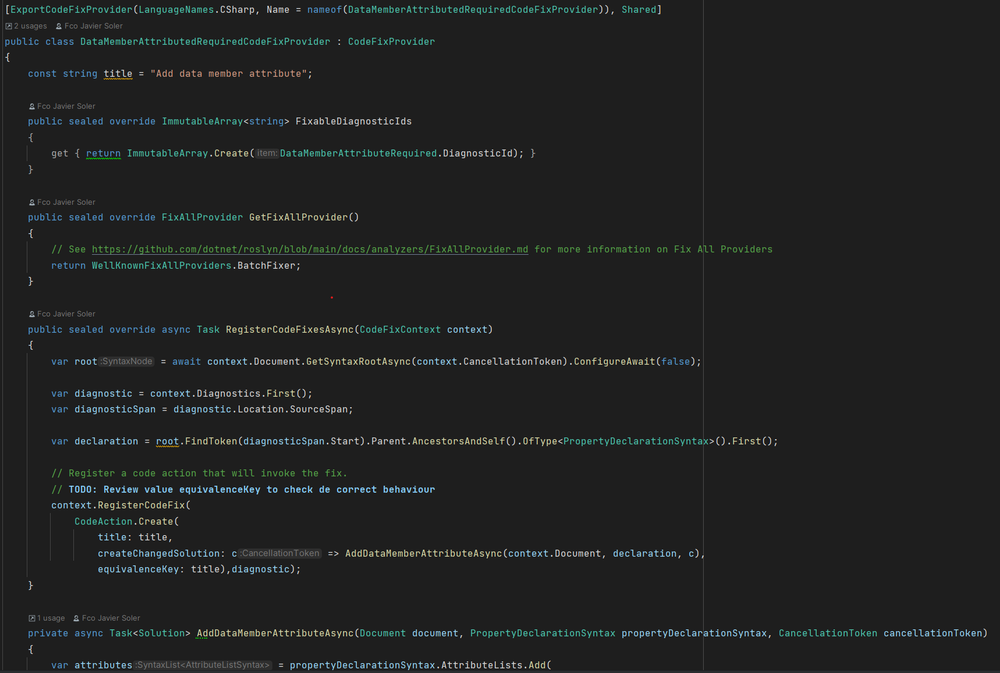 [ExportCodeFixProvider(LanguageNames.CSharp, Name = nameof(DataMemberAttributedRequiredCodeFixProvider)), Shared]
2 usages Fco Javier Soler
public class DataMemberAttributedRequiredCodeFixProvider : CodeFixProvider
{
const string title = "Add data member attribute";
Fco Javier Soler
public sealed override ImmutableArray<string> FixableDiagnosticIds
{
get { return ImmutableArray.Create(item:DataMemberAttributeRequired.DiagnosticId); }
}
Fco Javier Soler
public sealed override FixAllProvider GetFixAllProvider()
{
// See https://github.com/dotnet/roslyn/blob/main/docs/analyzers/FixAllProvider.md for more information on Fix All Providers
return WellKnownFixAllProviders.BatchFixer;
}
Fco Javier Soler
public sealed override async Task RegisterCodeFixesAsync(CodeFixContext context)
{
var root:SyntaxNode = await context.Document.GetSyntaxRootAsync(context.CancellationToken).ConfigureAwait(false);
var diagnostic = context.Diagnostics.First();
var diagnosticSpan = diagnostic.Location.SourceSpan;
var declaration = root.FindToken(diagnosticSpan.Start).Parent.AncestorsAndSelf().OfType<PropertyDeclarationSyntax>().First();
// Register a code action that will invoke the fix.
// TODO: Review value equivalenceKey to check de correct behaviour
context.RegisterCodeFix(
CodeAction.Create(
title: title,
createChangedSolution: c:CancellationToken => AddDataMemberAttributeAsync(context.Document, declaration, c),
equivalenceKey: title),diagnostic);
}
1 usage Fco Javier Soler
private async Task<Solution> AddDataMemberAttributeAsync(Document document, PropertyDeclarationSyntax propertyDeclarationSyntax, CancellationToken cancellationToken)
{
var attributes:SyntaxList<AttributeListSyntax> = propertyDeclarationSyntax.AttributeLists.Add(